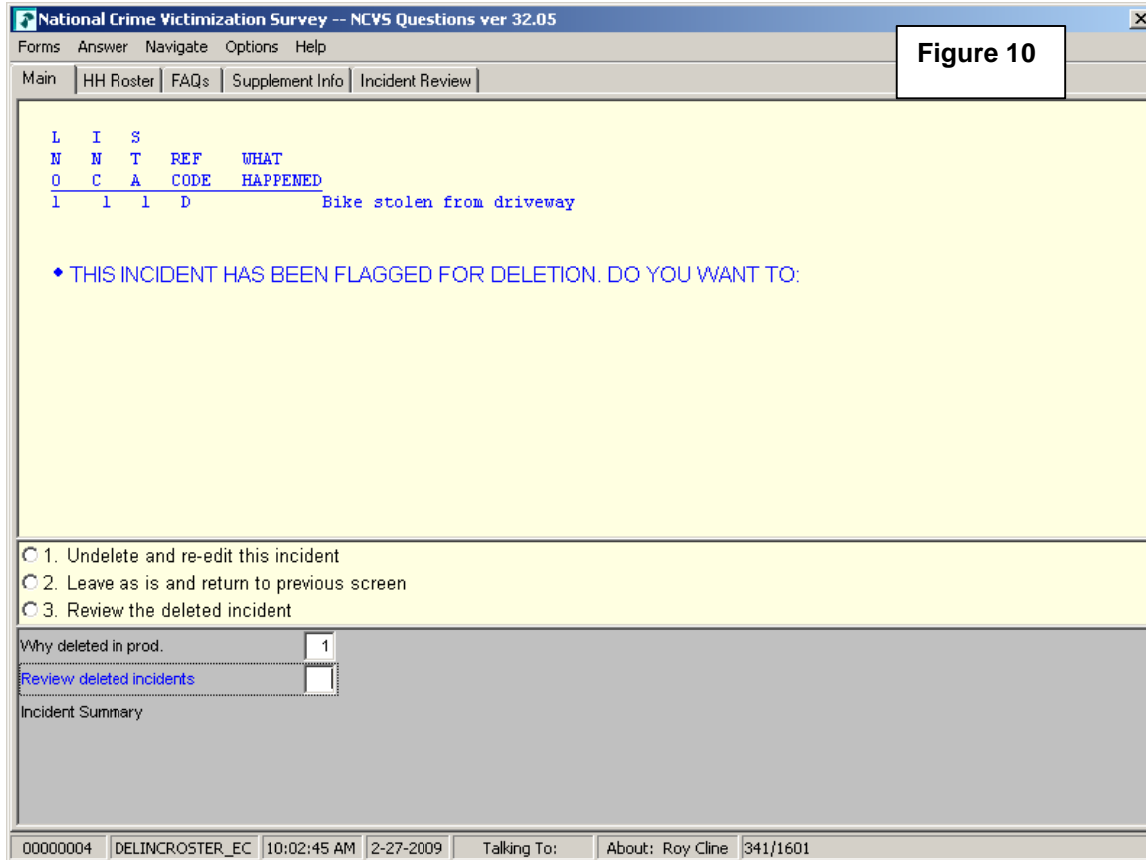 National Crime Victimization Survey -- NCVS Questions ver 32.05
Forms Answer Navigate Options Help
Figure 10
Main HH Roster FAQs Supplement Info Incident Review
L I S
N N T REF WHAT
O C A CODE HAPPENED
1 1 1 D Bike stolen from driveway
THIS INCIDENT HAS BEEN FLAGGED FOR DELETION. DO YOU WANT TO:
1. Undelete and re-edit this incident
2. Leave as is and return to previous screen
3. Review the deleted incident
Why deleted in prod. 1
Review deleted incidents
Incident Summary
00000004 DELINCROSTER_EC 10:02:45 AM 2-27-2009 Talking To: About: Roy Cline 341/1601